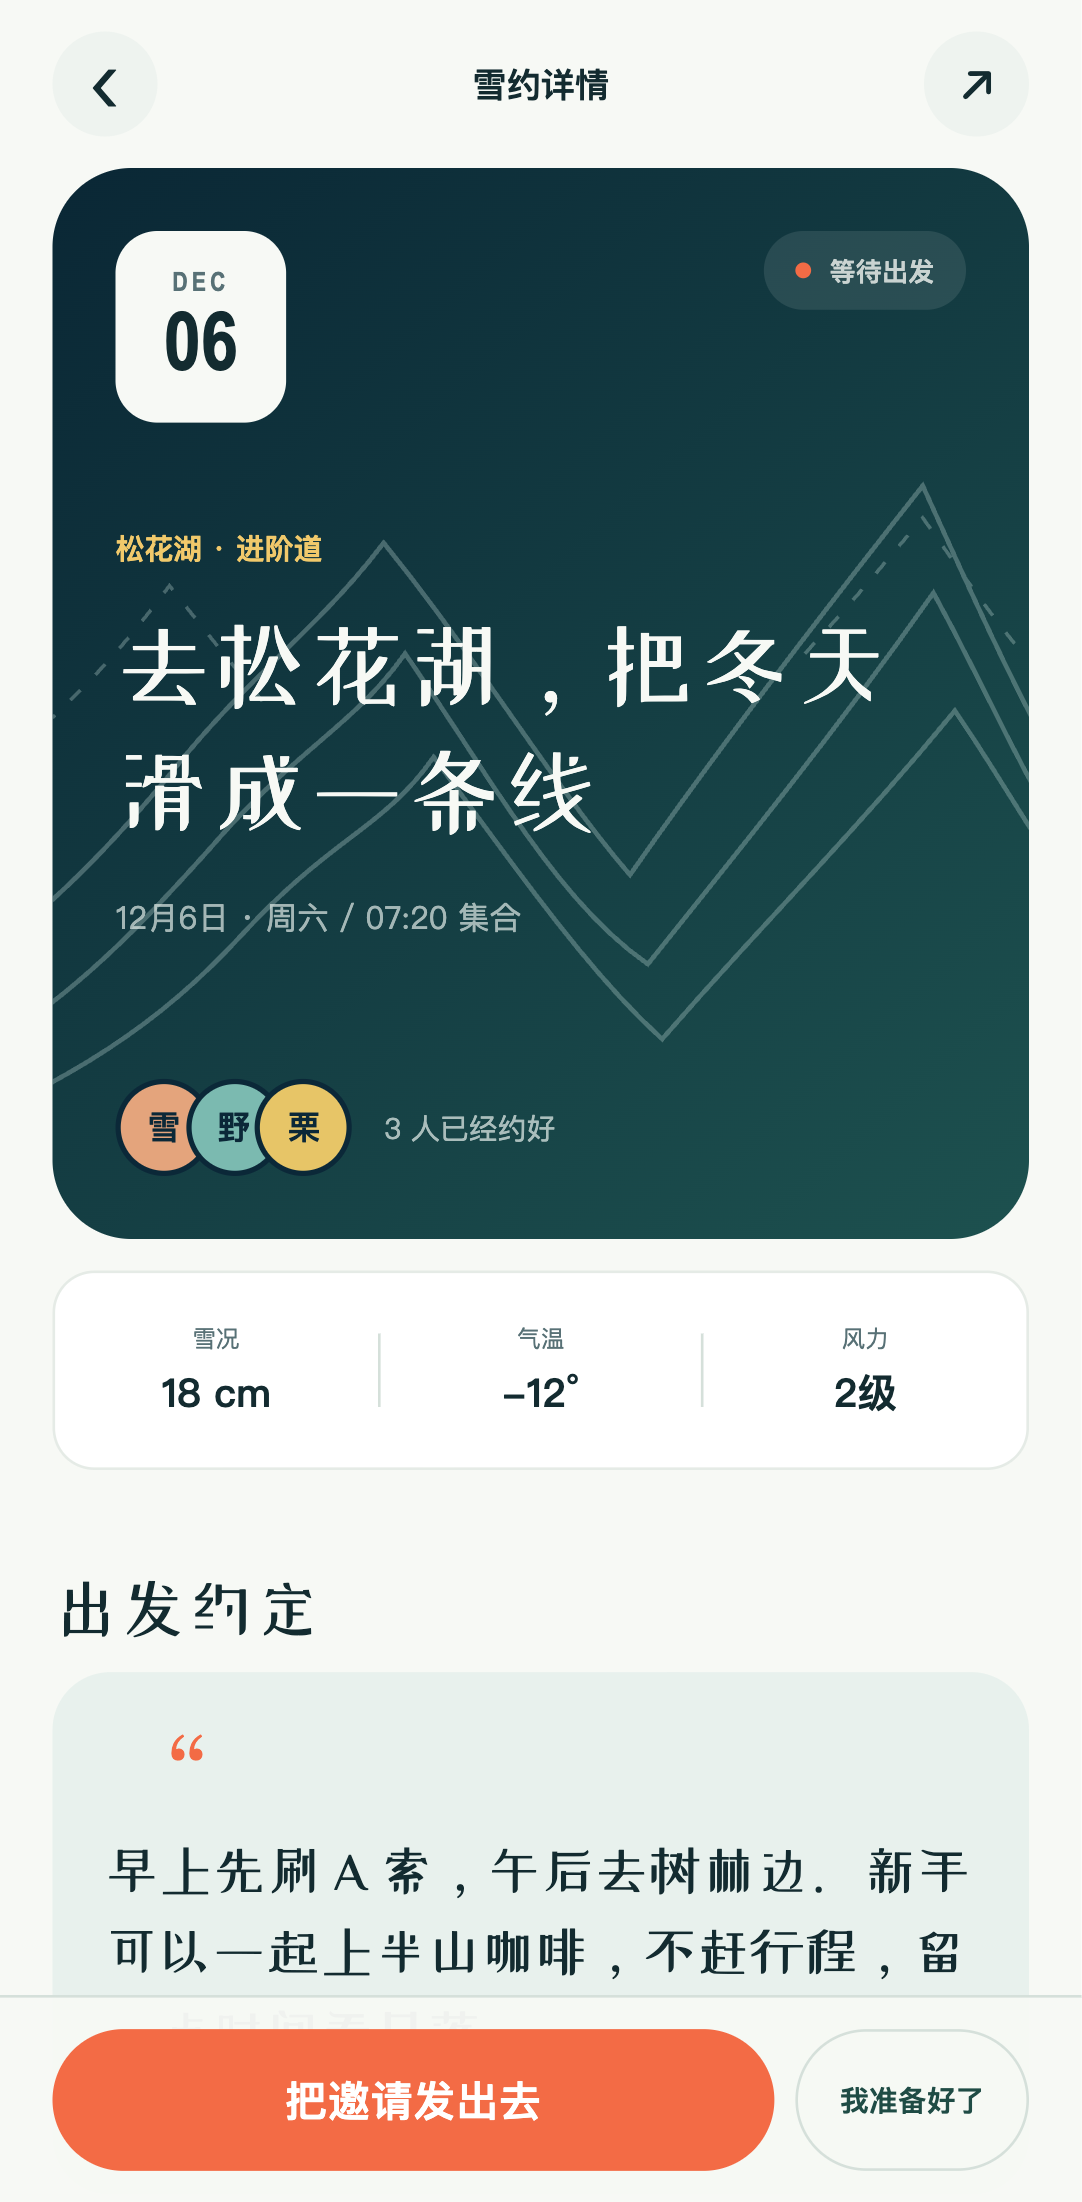 雪约详情
DEC
06
等待出发
松花湖 · 进阶道
去松花湖，把冬天
滑成一条线
12月6日 · 周六 / 07:20 集合
雪 野 栗
3 人已经约好
雪况
18 cm
气温
−12°
风力
2级
出发约定
“
早上先刷 A 索，午后去树林边．新手
可以一起上半山咖啡，不赶行程，留
把邀请发出去
我准备好了